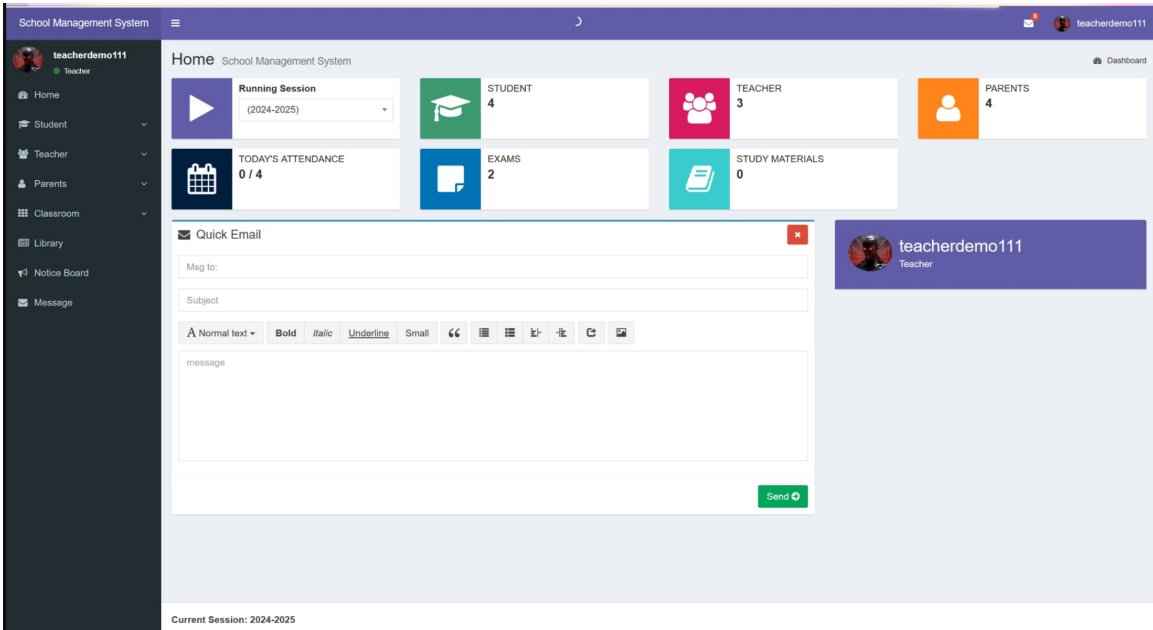 School Management System
teacherdemo111
teacherdemo111
Teacher
Home School Management System
Dashboard
Home
Student
Teacher
Parents
Classroom
Library
Notice Board
Message
Running Session
(2024-2025)
STUDENT
4
TEACHER
3
PARENTS
4
TODAY'S ATTENDANCE
0 / 4
EXAMS
2
STUDY MATERIALS
0
Quick Email
Msg to:
Subject
A Normal text Bold Italic Underline Small
message
Send
teacherdemo111
Teacher
Current Session: 2024-2025